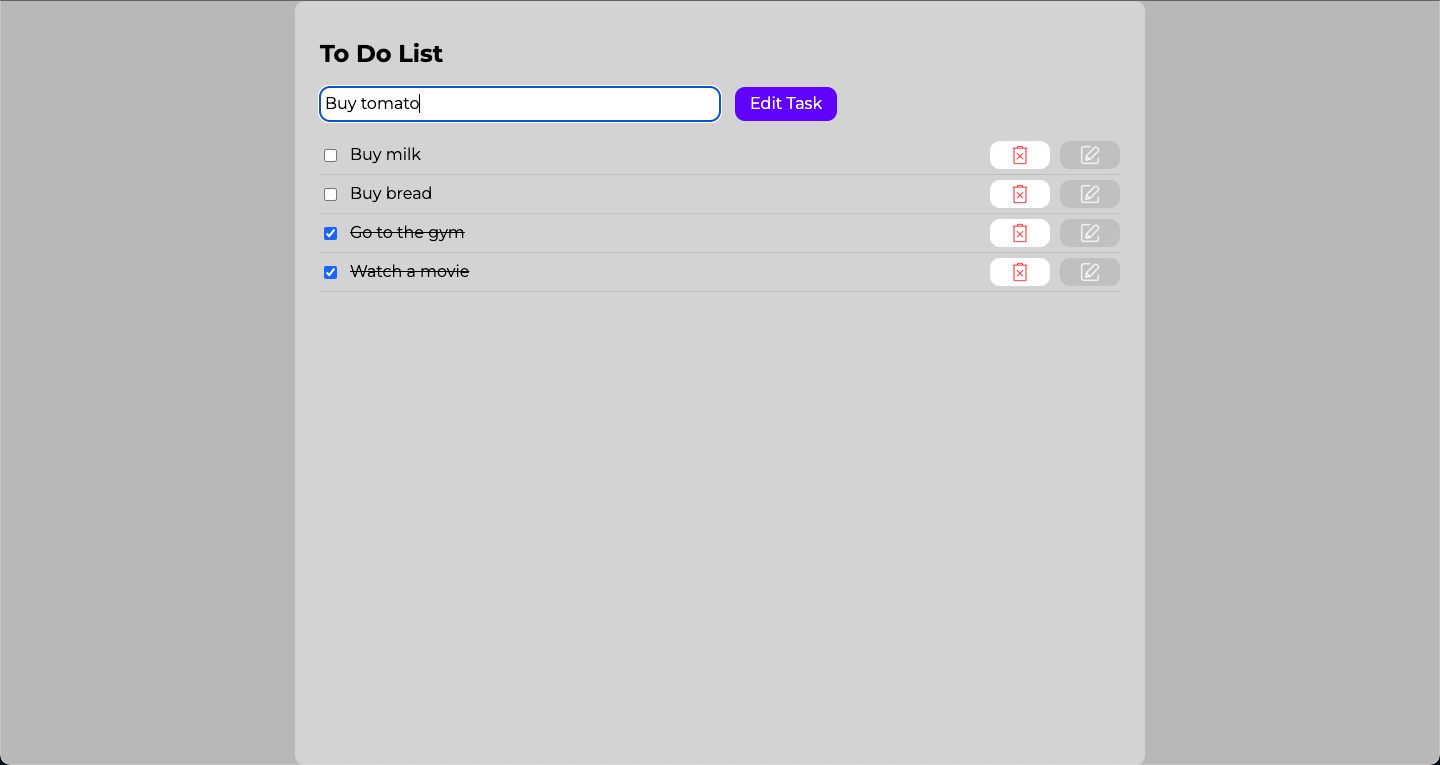 To Do List
Buy tomato
Edit Task
Buy milk
Buy bread
Go to the gym
Watch a movie